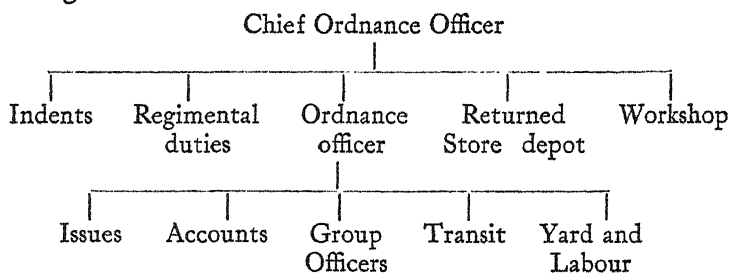 Chief Ordnance Officer
Indents Regimental Ordnance Returned Workshop
duties officer Store depot
Issues Accounts Group Transit Yard and
Officers Labour